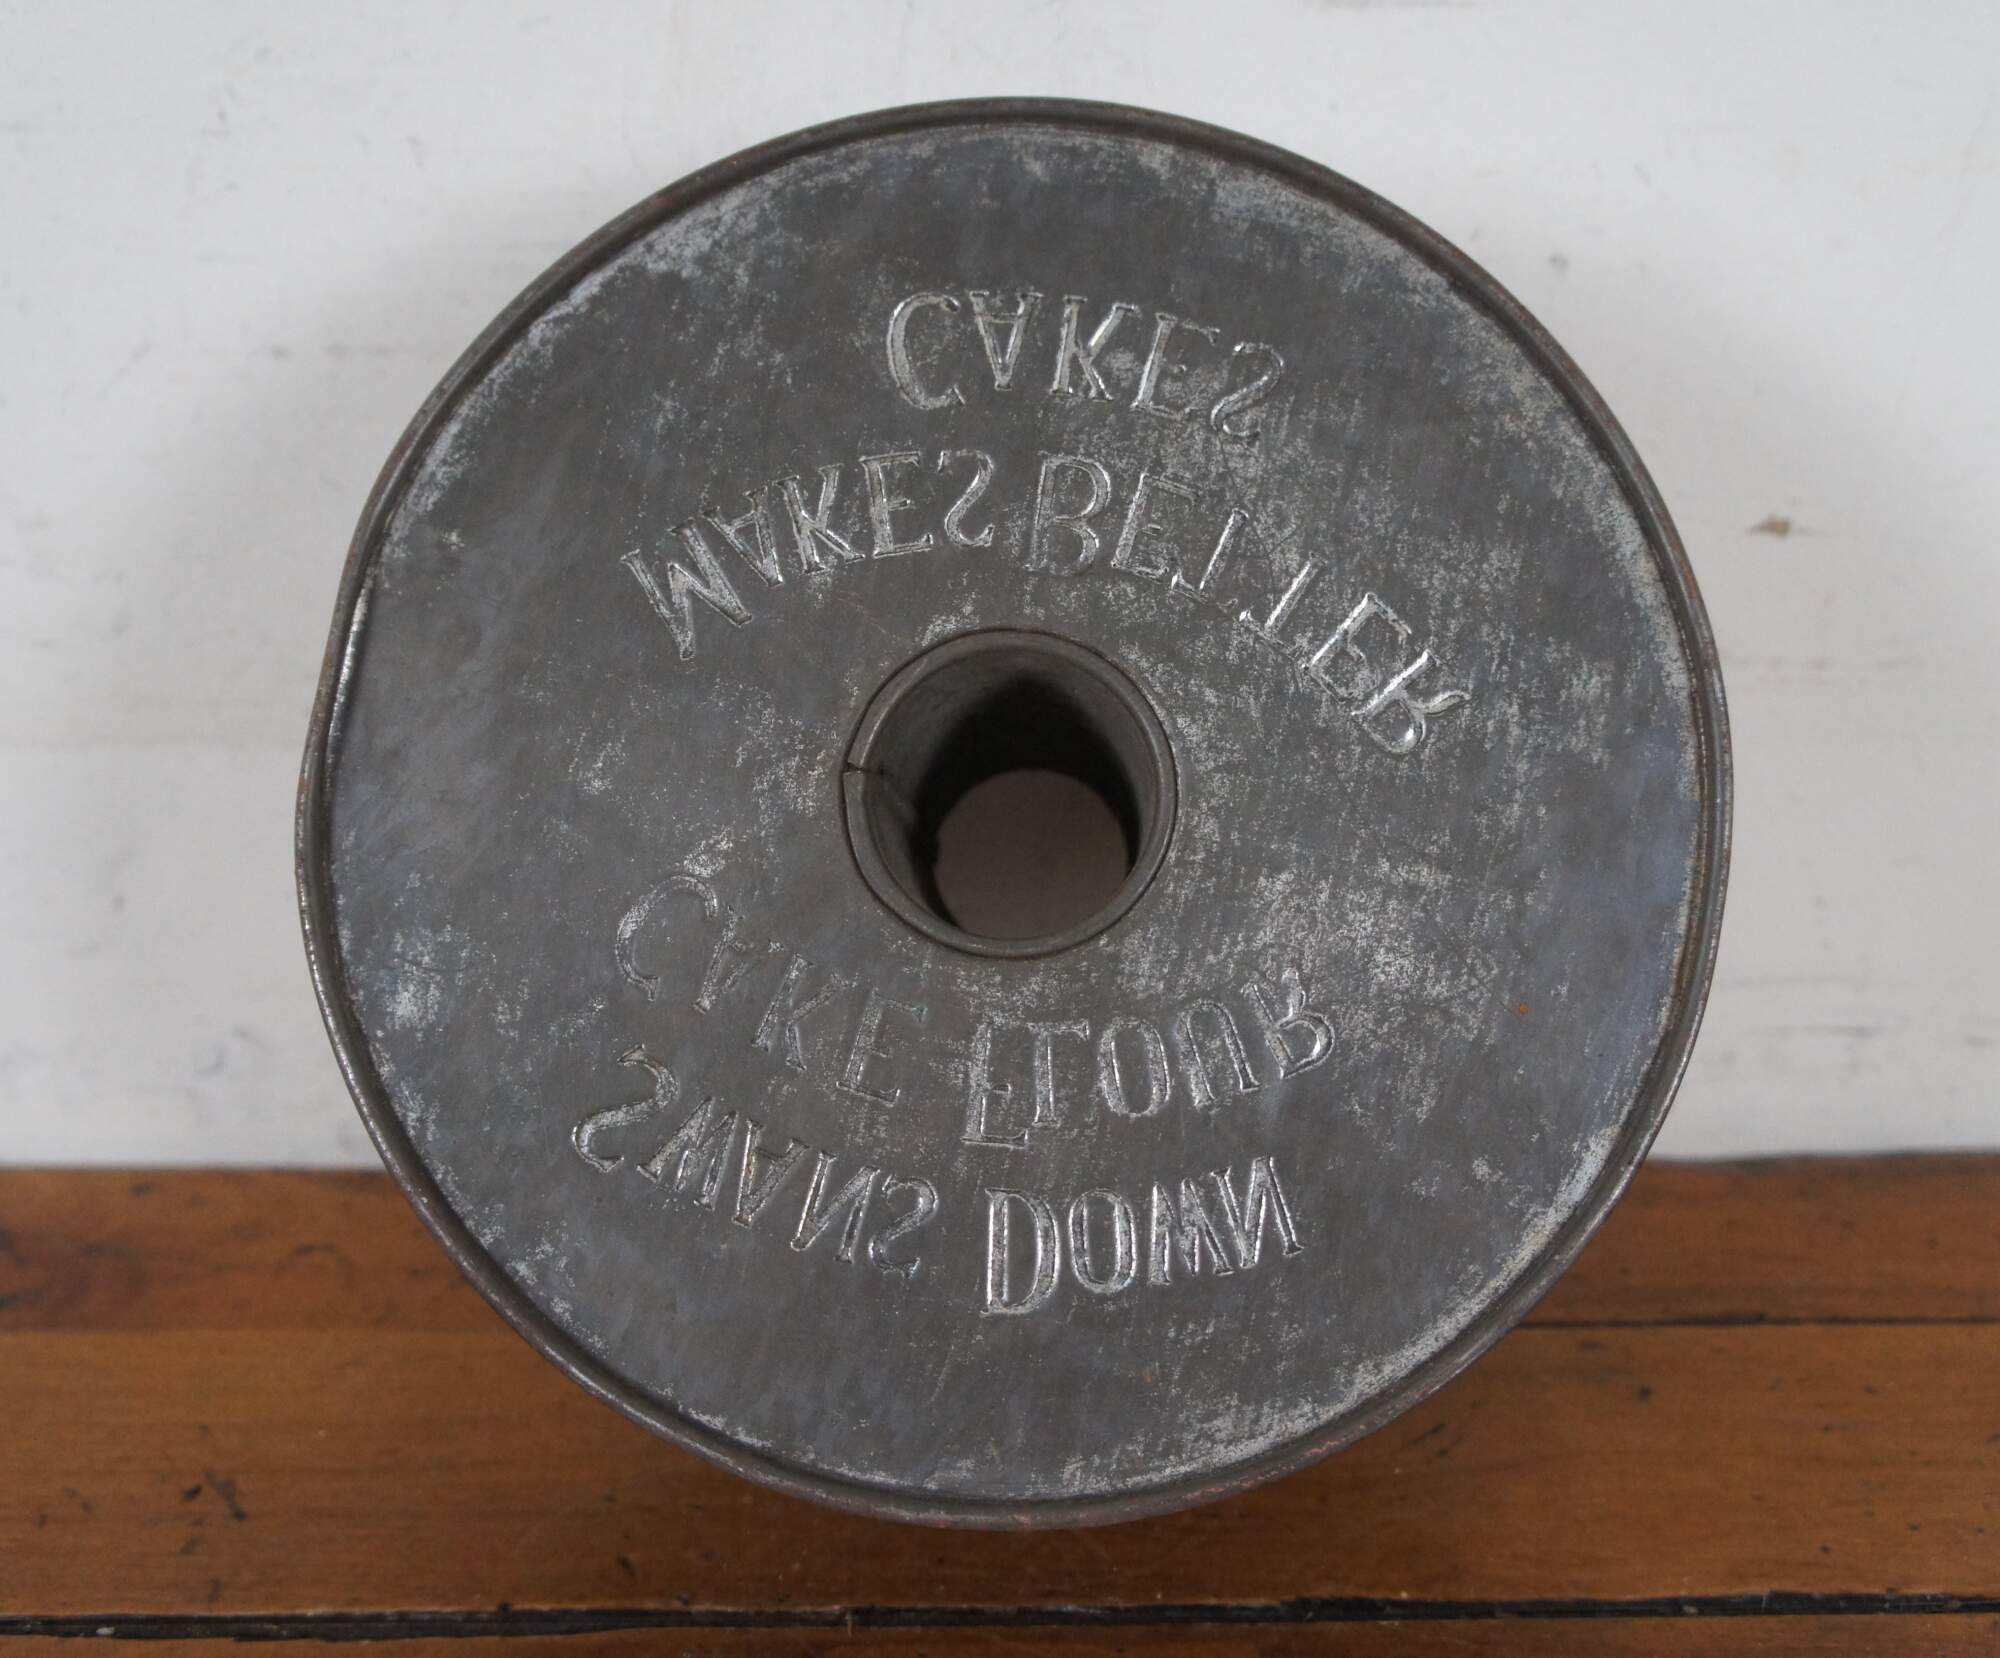 SWANS DOWN
CAKE FLOUR
MAKES BETTER
CAKES